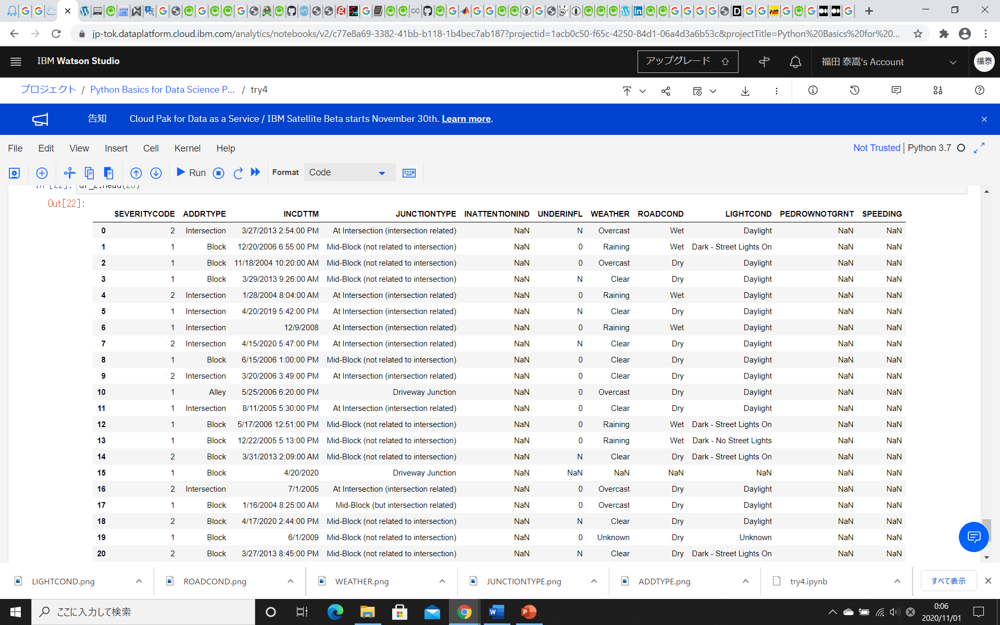 jp-tok.dataplatform.cloud.ibm.com/analytics/notebooks/v2/c77e8a69-3382-41bb-b118-1b4bec7ab187?projectid=1acb0c50-f65c-4250-84d1-06a4d3a6b53c&projectTitle=Python%20Basics%20for%20...
IBM Watson Studio
アップグレード
福田 泰嵩's Account
福泰
プロジェクト / Python Basics for Data Science P... / try4
告知 Cloud Pak for Data as a Service / IBM Satellite Beta starts November 30th. Learn more.
File Edit View Insert Cell Kernel Help
Not Trusted Python 3.7
Run Format Code
In [22]: df_2.head(20)
Out[22]:
SEVERITYCODE ADDRTYPE INCDTTM JUNCTIONTYPE INATTENTIONIND UNDERINFL WEATHER ROADCOND LIGHTCOND PEDROWNOTGRNT SPEEDING
0 2 Intersection 3/27/2013 2:54:00 PM At Intersection (intersection related) NaN N Overcast Wet Daylight NaN NaN
1 1 Block 12/20/2006 6:55:00 PM Mid-Block (not related to intersection) NaN 0 Raining Wet Dark - Street Lights On NaN NaN
2 1 Block 11/18/2004 10:20:00 AM Mid-Block (not related to intersection) NaN 0 Overcast Dry Daylight NaN NaN
3 1 Block 3/29/2013 9:26:00 AM Mid-Block (not related to intersection) NaN N Clear Dry Daylight NaN NaN
4 2 Intersection 1/28/2004 8:04:00 AM At Intersection (intersection related) NaN 0 Raining Wet Daylight NaN NaN
5 1 Intersection 4/20/2019 5:42:00 PM At Intersection (intersection related) NaN N Clear Dry Daylight NaN NaN
6 1 Intersection 12/9/2008 At Intersection (intersection related) NaN 0 Raining Wet Daylight NaN NaN
7 2 Intersection 4/15/2020 5:47:00 PM At Intersection (intersection related) NaN N Clear Dry Daylight NaN NaN
8 1 Block 6/15/2006 1:00:00 PM Mid-Block (not related to intersection) NaN 0 Clear Dry Daylight NaN NaN
9 2 Intersection 3/20/2006 3:49:00 PM At Intersection (intersection related) NaN 0 Clear Dry Daylight NaN NaN
10 1 Alley 5/25/2006 6:20:00 PM Driveway Junction NaN 0 Overcast Dry Daylight NaN NaN
11 1 Intersection 8/11/2005 5:30:00 PM At Intersection (intersection related) NaN 0 Clear Dry Daylight NaN NaN
12 1 Block 5/17/2006 12:51:00 PM Mid-Block (not related to intersection) NaN 0 Raining Wet Dark - Street Lights On NaN NaN
13 1 Block 12/22/2005 5:13:00 PM Mid-Block (not related to intersection) NaN 0 Raining Wet Dark - No Street Lights NaN NaN
14 2 Block 3/31/2013 2:09:00 AM Mid-Block (not related to intersection) NaN N Clear Dry Dark - Street Lights On NaN NaN
15 1 Block 4/20/2020 Driveway Junction NaN NaN NaN NaN NaN NaN NaN
16 2 Intersection 7/1/2005 At Intersection (intersection related) NaN 0 Overcast Dry Daylight NaN NaN
17 1 Block 1/16/2004 8:25:00 AM Mid-Block (but intersection related) NaN 0 Overcast Dry Daylight NaN NaN
18 2 Block 4/17/2020 2:44:00 PM Mid-Block (not related to intersection) NaN N Clear Dry Daylight NaN NaN
19 1 Block 6/1/2009 Mid-Block (not related to intersection) NaN 0 Unknown Dry Unknown NaN NaN
20 2 Block 3/27/2013 8:45:00 PM Mid-Block (not related to intersection) NaN N Clear Dry Dark - Street Lights On NaN NaN
LIGHTCOND.png ROADCOND.png WEATHER.png JUNCTIONTYPE.png ADDTYPE.png try4.ipynb すべて表示
ここに入力して検索
0:06
2020/11/01